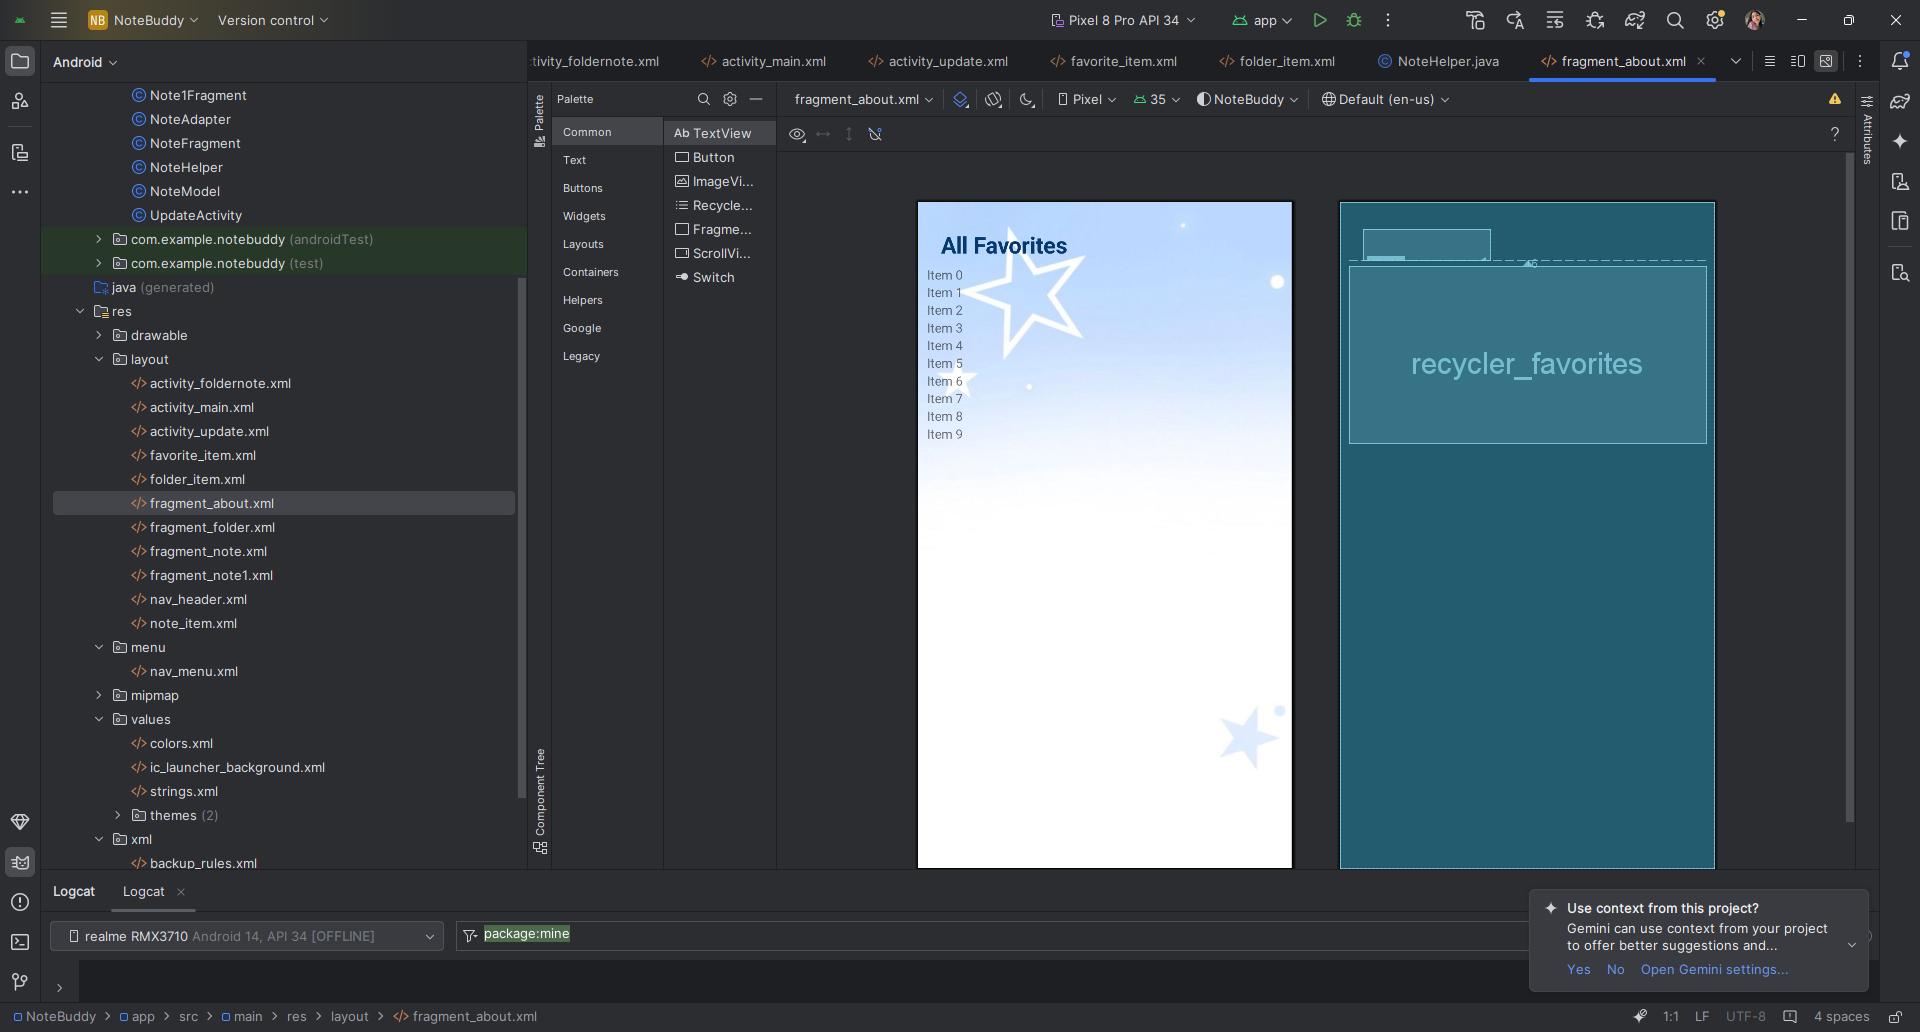 NB NoteBuddy Version control Pixel 8 Pro API 34 app
Android
tivity_foldernote.xml activity_main.xml activity_update.xml favorite_item.xml folder_item.xml NoteHelper.java fragment_about.xml
Palette fragment_about.xml Pixel 35 NoteBuddy Default (en-us)
Palette
Attributes
Component Tree
Note1Fragment
NoteAdapter
NoteFragment
NoteHelper
NoteModel
UpdateActivity
com.example.notebuddy (androidTest)
com.example.notebuddy (test)
java (generated)
res
drawable
layout
activity_foldernote.xml
activity_main.xml
activity_update.xml
favorite_item.xml
folder_item.xml
fragment_about.xml
fragment_folder.xml
fragment_note.xml
fragment_note1.xml
nav_header.xml
note_item.xml
menu
nav_menu.xml
mipmap
values
colors.xml
ic_launcher_background.xml
strings.xml
themes (2)
xml
backup_rules.xml
Common
Text
Buttons
Widgets
Layouts
Containers
Helpers
Google
Legacy
Ab TextView
Button
ImageVi...
Recycle...
Fragme...
ScrollVi...
Switch
?
All Favorites
Item 0
Item 1
Item 2
Item 3
Item 4
Item 5
Item 6
Item 7
Item 8
Item 9
6
recycler_favorites
Logcat Logcat
realme RMX3710 Android 14, API 34 [OFFLINE] package:mine
Use context from this project?
Gemini can use context from your project
to offer better suggestions and...
Yes No Open Gemini settings...
NoteBuddy > app > src > main > res > layout > fragment_about.xml 1:1 LF UTF-8 4 spaces